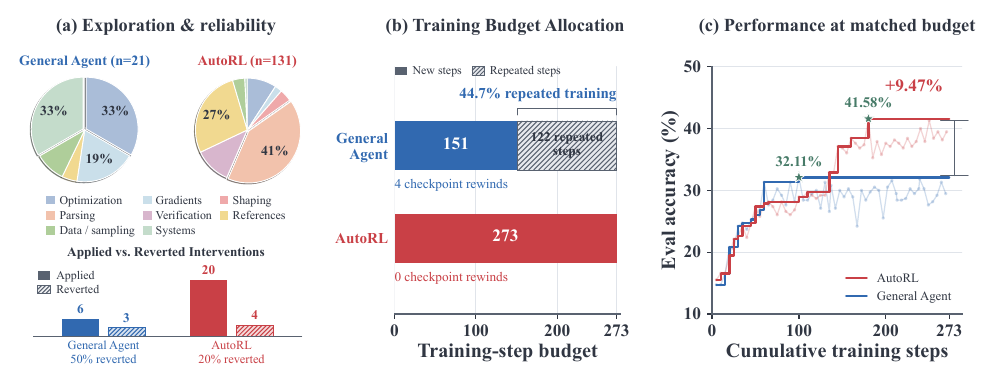 (a) Exploration & reliability
General Agent (n=21)
AutoRL (n=131)
33%
33%
19%
27%
41%
Optimization
Gradients
Shaping
Parsing
Verification
References
Data / sampling
Systems
Applied vs. Reverted Interventions
Applied
Reverted
6
3
20
4
General Agent
50% reverted
AutoRL
20% reverted
(b) Training Budget Allocation
New steps
Repeated steps
44.7% repeated training
General
Agent
151
122 repeated
steps
4 checkpoint rewinds
AutoRL
273
0 checkpoint rewinds
0
100
200
273
Training-step budget
(c) Performance at matched budget
Eval accuracy (%)
50
40
30
20
10
+9.47%
41.58%
32.11%
AutoRL
General Agent
0
100
200
273
Cumulative training steps